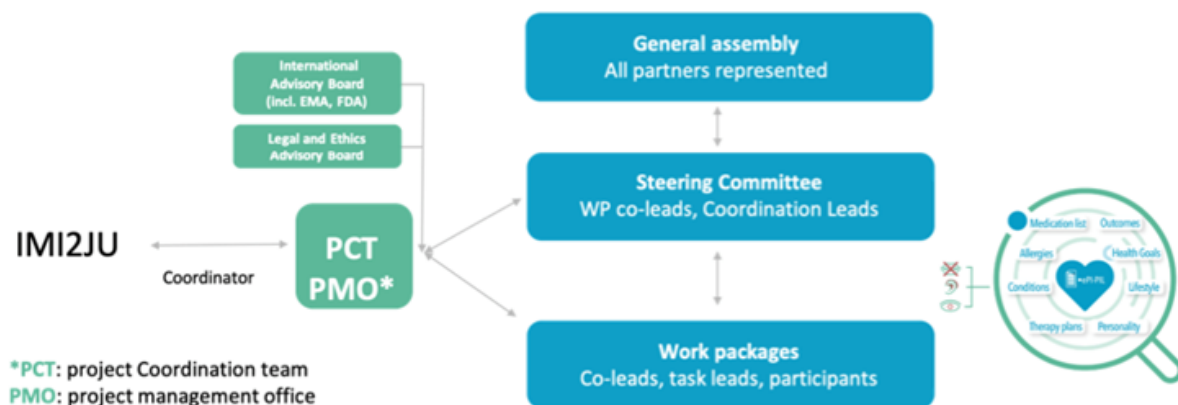 General assembly
All partners represented
International
Advisory Board
(incl. EMA, FDA)
Legal and Ethics
Advisory Board
Steering Committee
WP co-leads, Coordination Leads
IMI2JU
Coordinator
PCT
PMO*
Work packages
Co-leads, task leads, participants
*PCT: project Coordination team
PMO: project management office
Medication list
Outcomes
Allergies
Health Goals
Conditions
ePI PIL
Lifestyle
Therapy plans
Personality